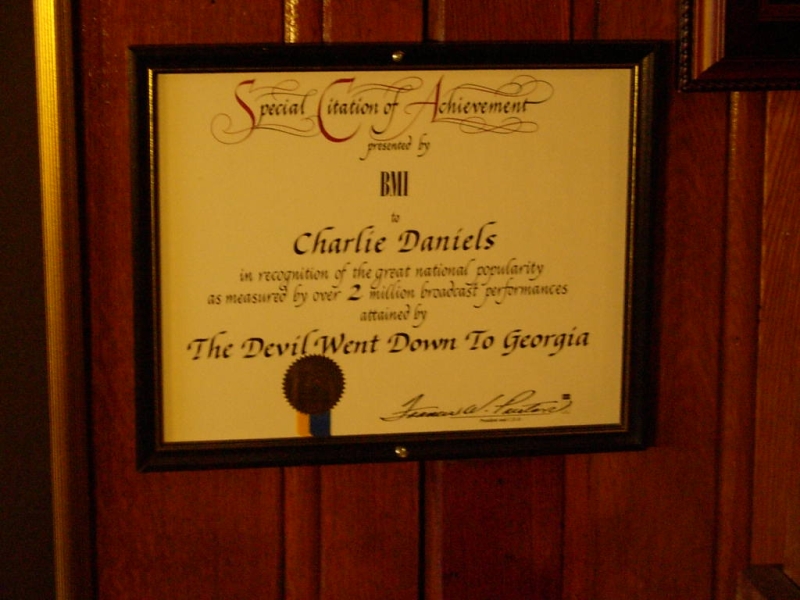 Special Citation of Achievement
presented by
BMI
to
Charlie Daniels
in recognition of the great national popularity
as measured by over 2 million broadcast performances
attained by
The Devil Went Down To Georgia